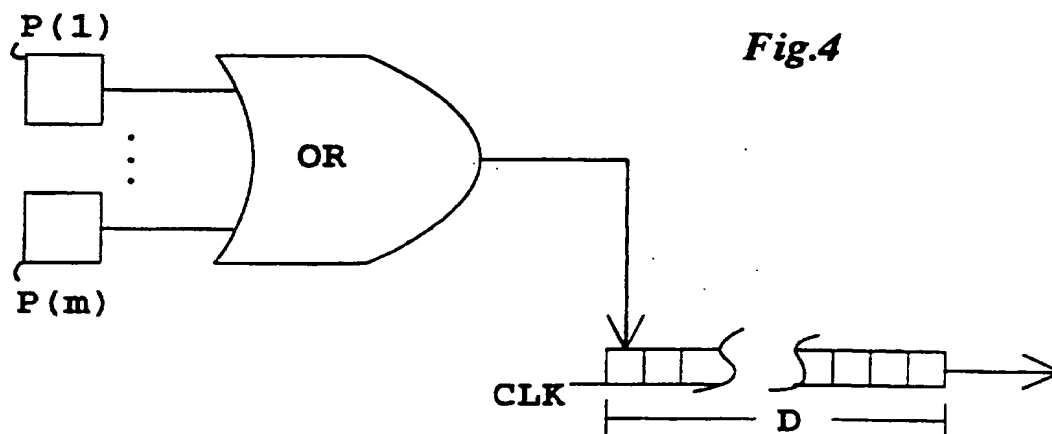 P(1)
Fig.4
OR
P(m)
CLK
D